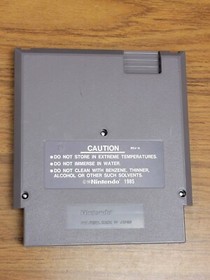 CAUTION
•DO NOT STORE IN EXTREME TEMPERATURES.
•DO NOT IMMERSE IN WATER.
•DO NOT CLEAN WITH BENZENE, THINNER,
ALCOHOL OR OTHER SUCH SOLVENTS.
©Nintendo 1985
Nintendo